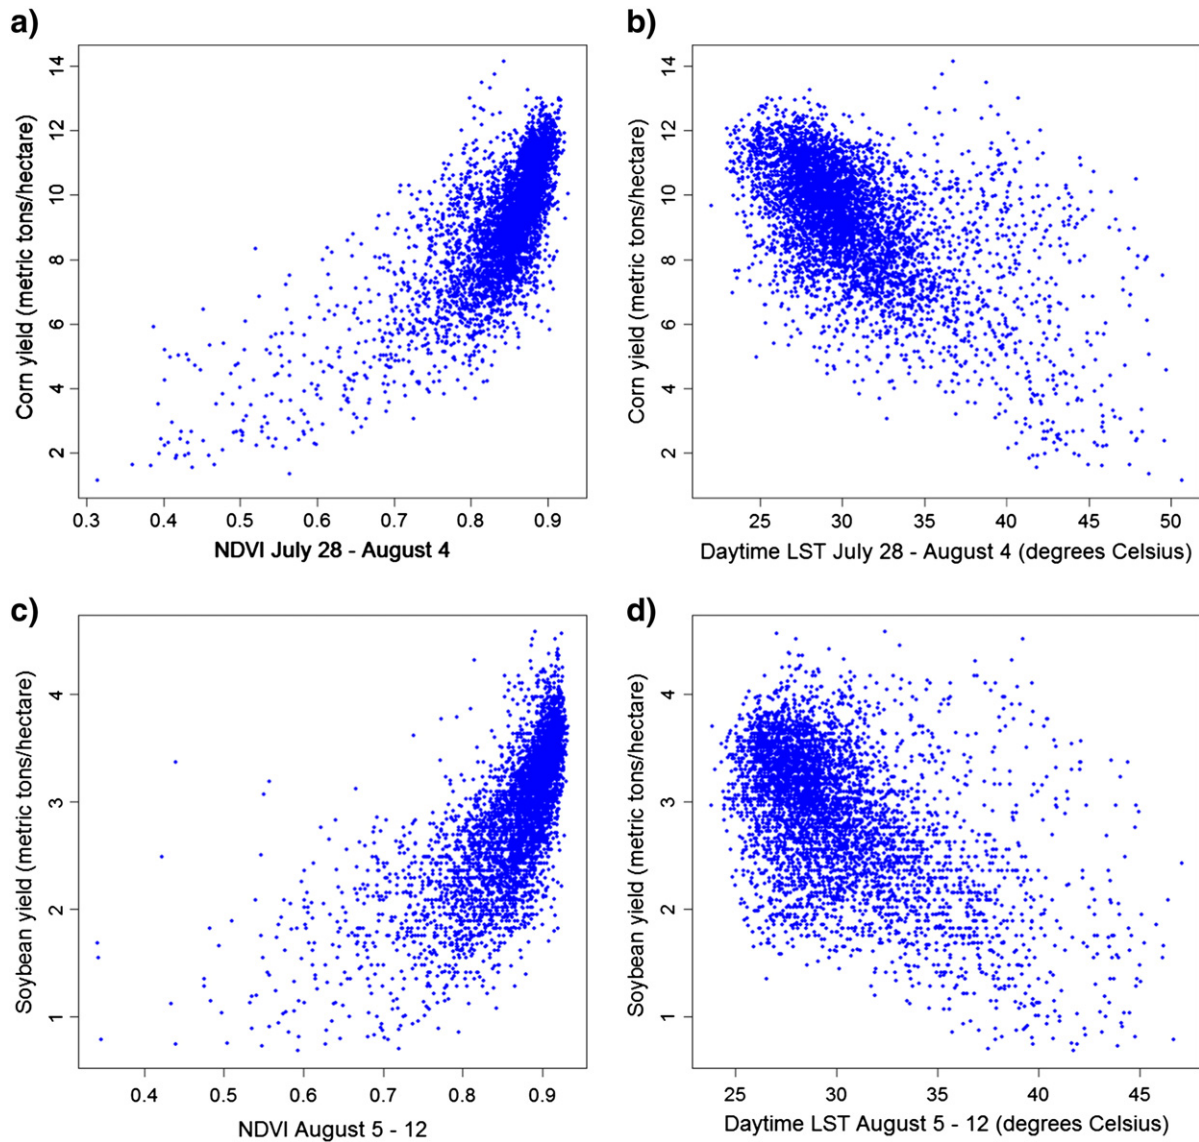 a)
14
12
10
8
6
4
2
Corn yield (metric tons/hectare)
0.3 0.4 0.5 0.6 0.7 0.8 0.9
NDVI July 28 - August 4
b)
14
12
10
8
6
4
2
Corn yield (metric tons/hectare)
25 30 35 40 45 50
Daytime LST July 28 - August 4 (degrees Celsius)
c)
4
3
2
1
Soybean yield (metric tons/hectare)
0.4 0.5 0.6 0.7 0.8 0.9
NDVI August 5 - 12
d)
4
3
2
1
Soybean yield (metric tons/hectare)
25 30 35 40 45
Daytime LST August 5 - 12 (degrees Celsius)